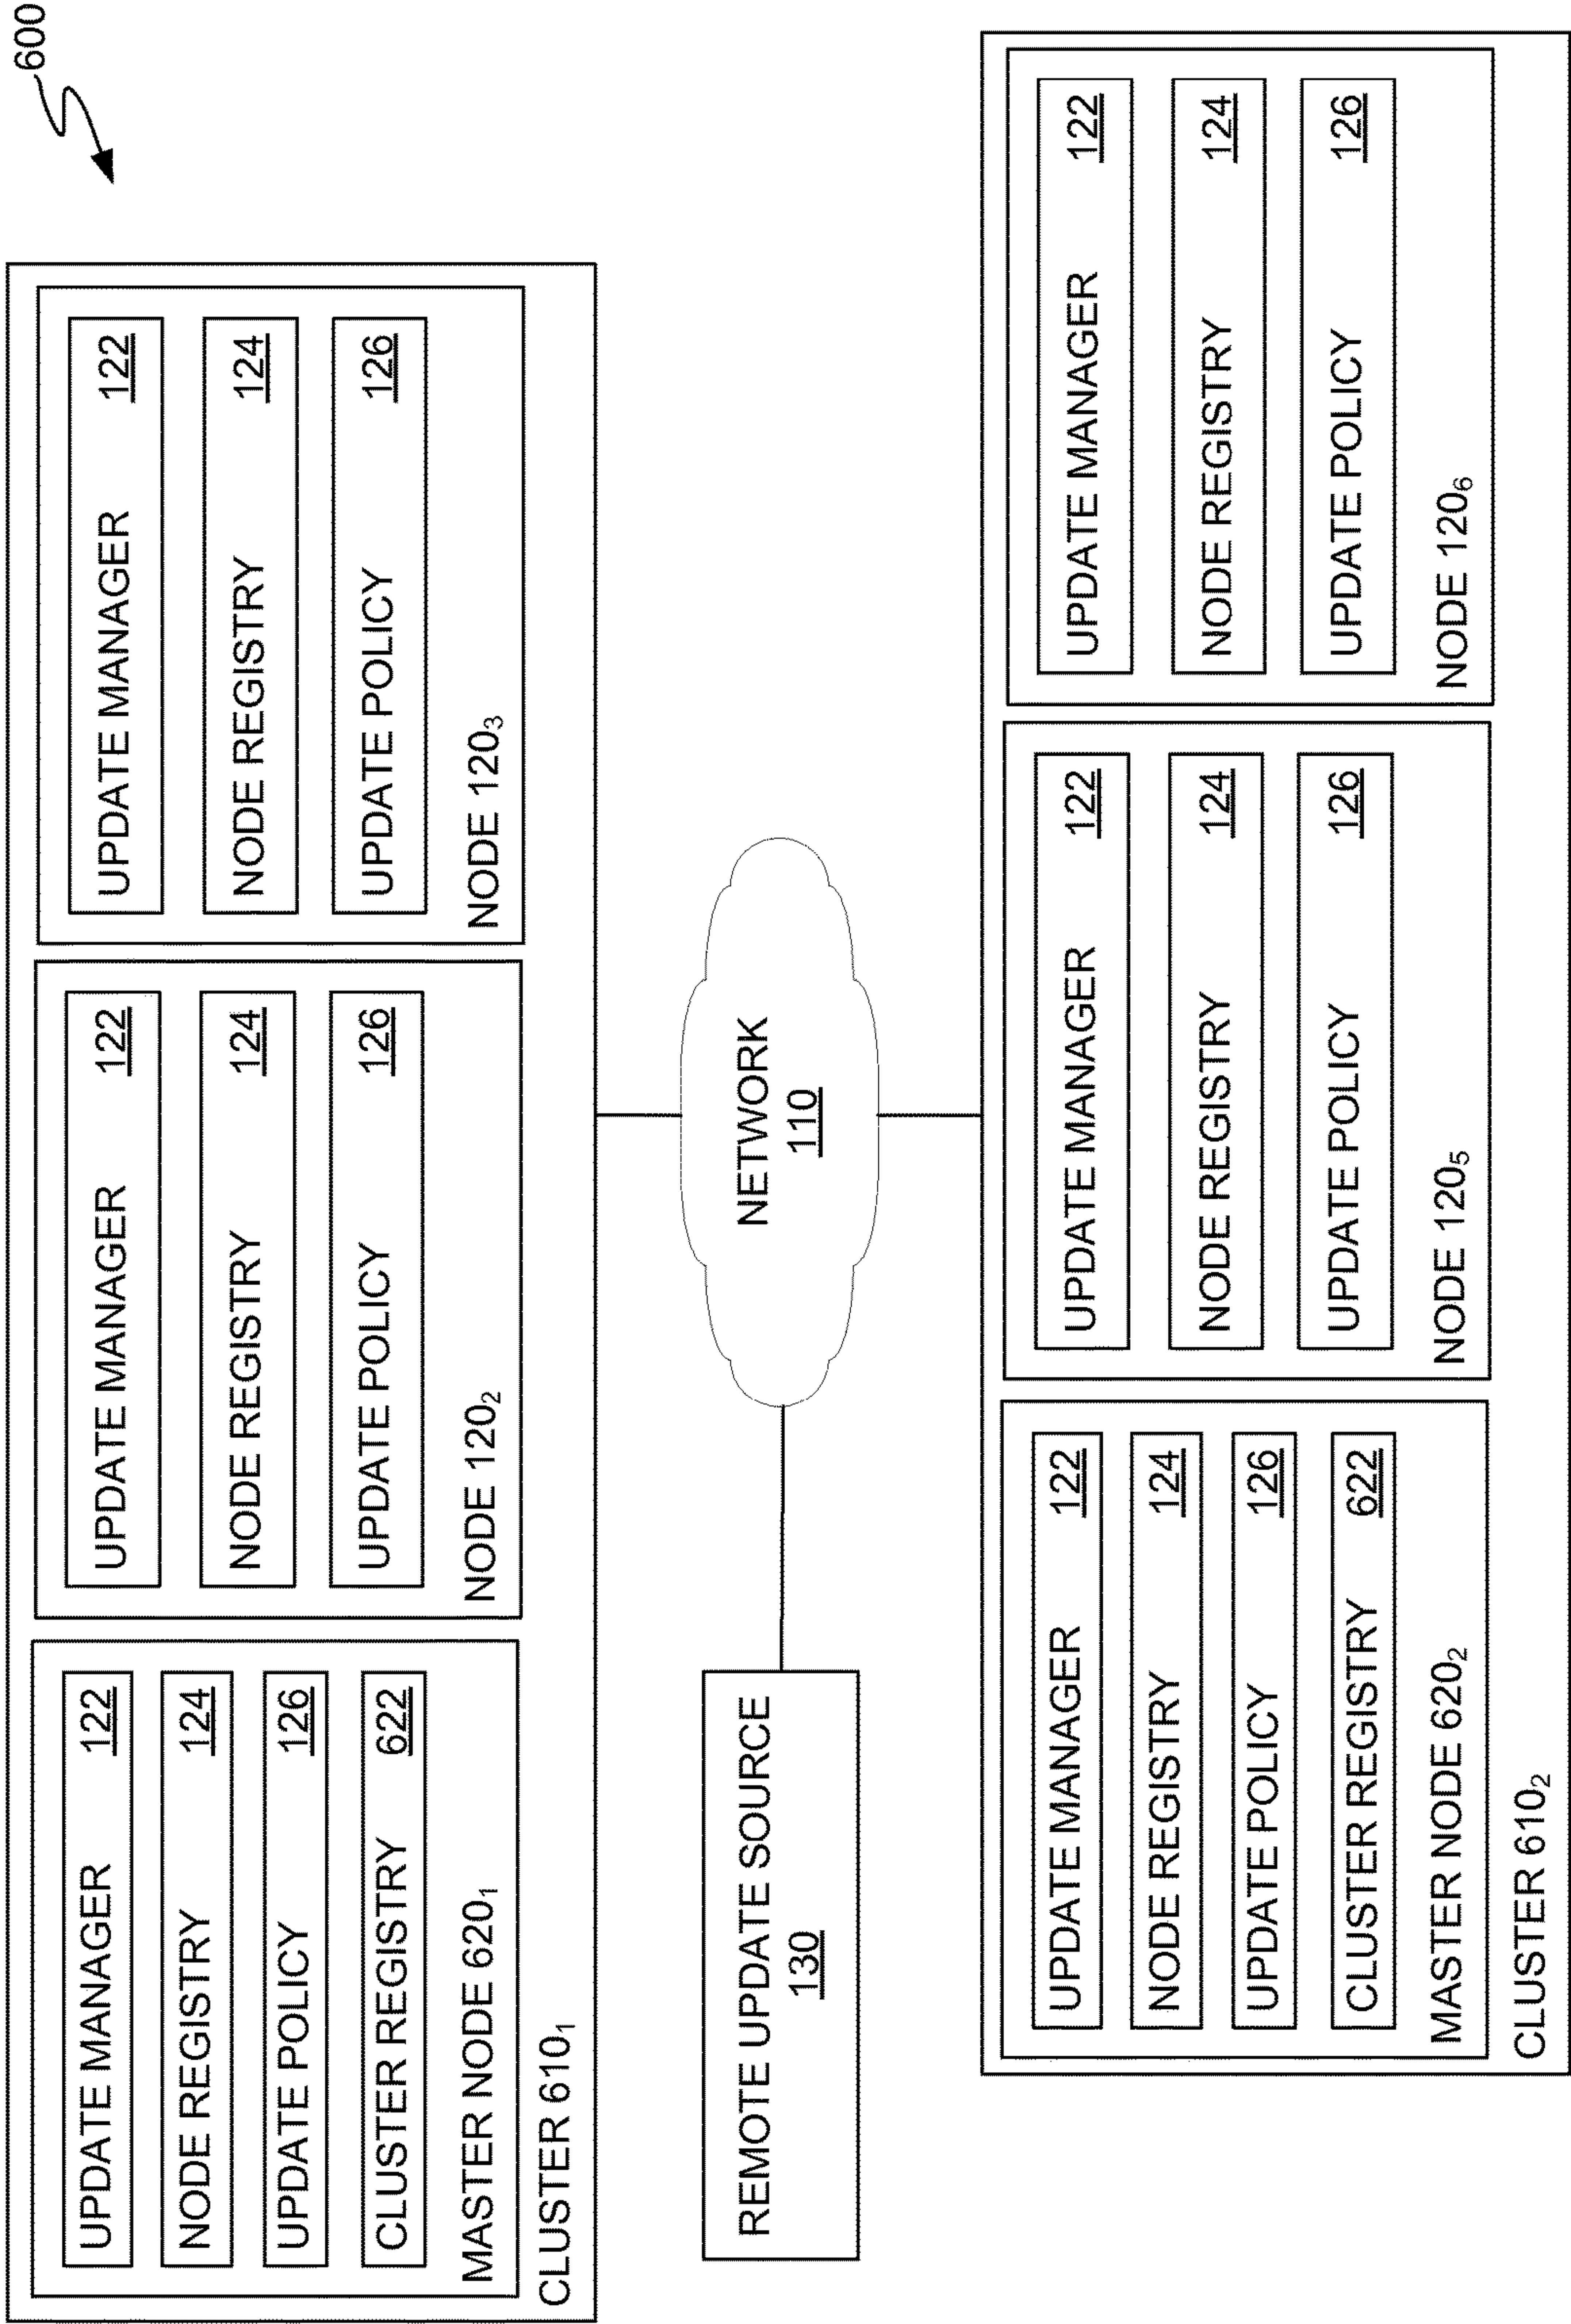 600
UPDATE MANAGER 122
NODE REGISTRY 124
UPDATE POLICY 126
CLUSTER REGISTRY 622
MASTER NODE 620₁
UPDATE MANAGER 122
NODE REGISTRY 124
UPDATE POLICY 126
NODE 120₂
UPDATE MANAGER 122
NODE REGISTRY 124
UPDATE POLICY 126
NODE 120₃
CLUSTER 610₁
REMOTE UPDATE SOURCE
130
NETWORK
110
UPDATE MANAGER 122
NODE REGISTRY 124
UPDATE POLICY 126
CLUSTER REGISTRY 622
MASTER NODE 620₂
UPDATE MANAGER 122
NODE REGISTRY 124
UPDATE POLICY 126
NODE 120₅
UPDATE MANAGER 122
NODE REGISTRY 124
UPDATE POLICY 126
NODE 120₆
CLUSTER 610₂